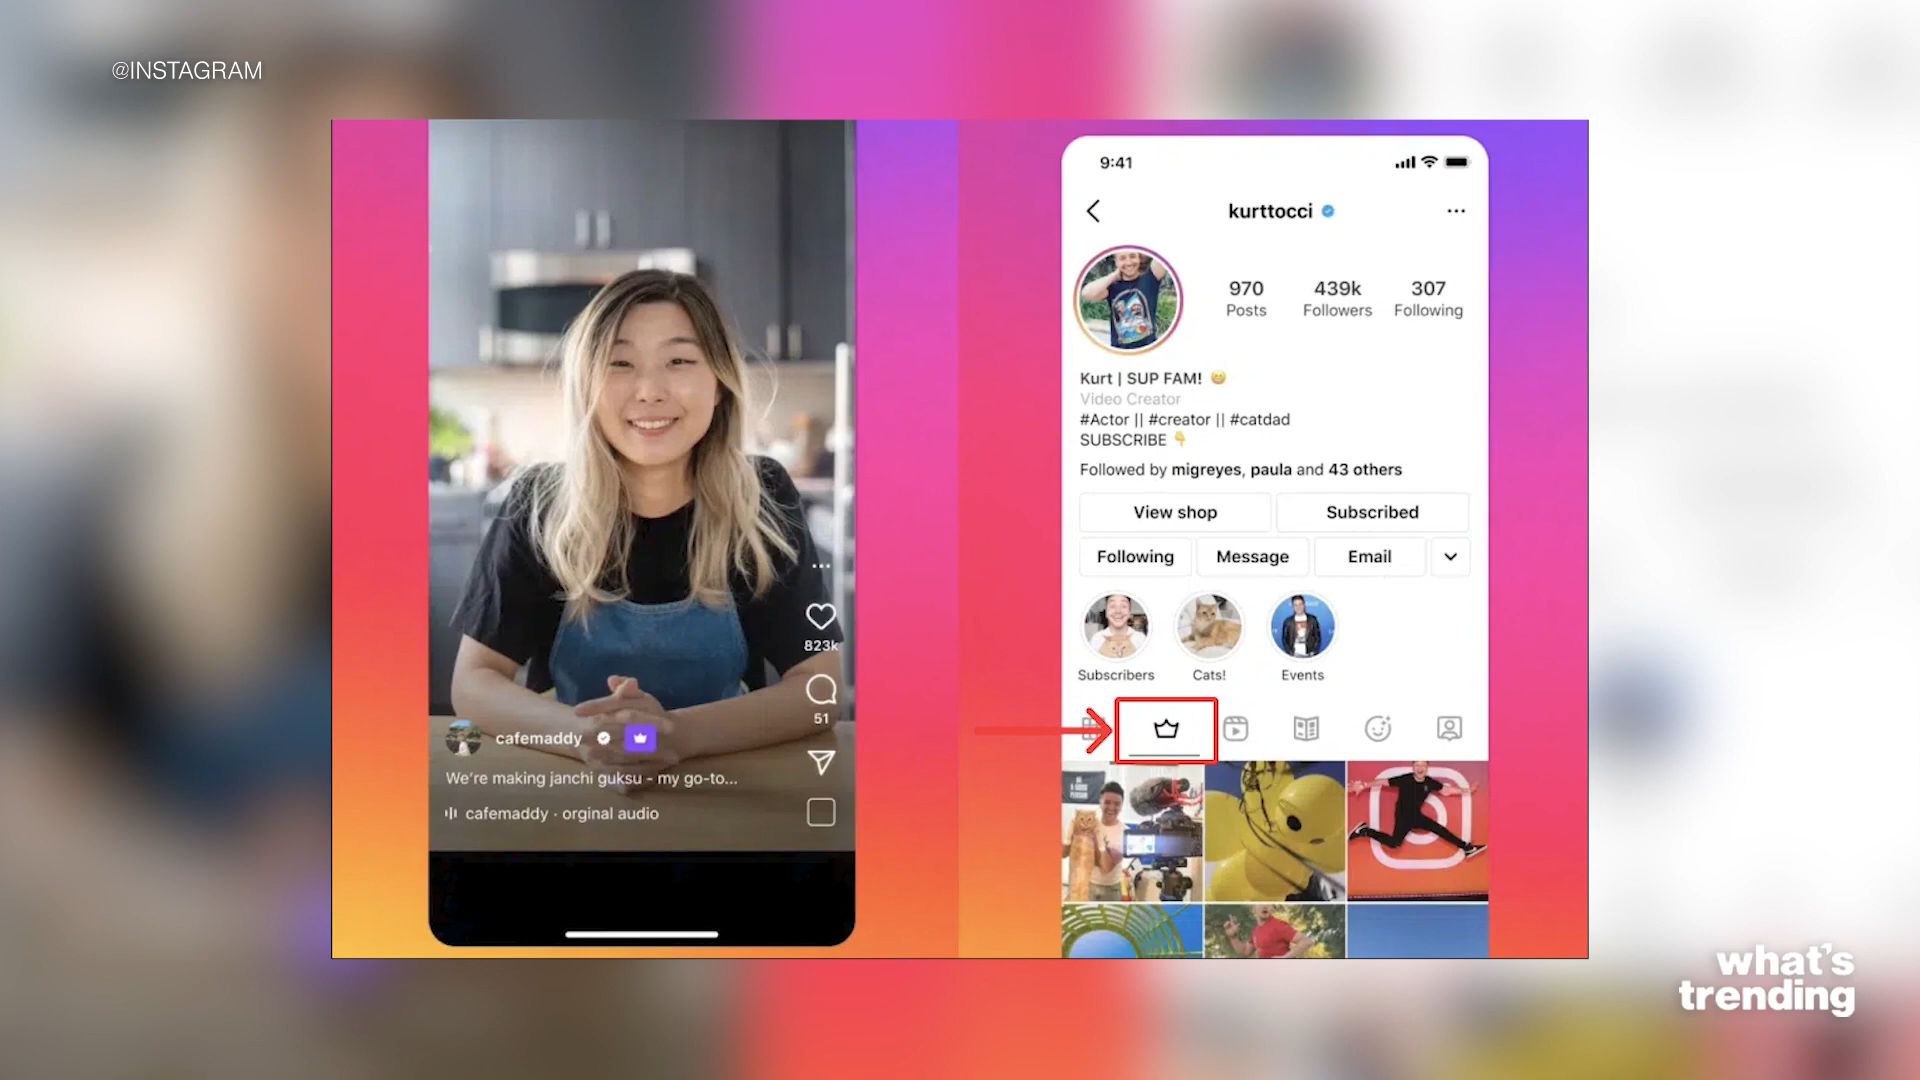 @INSTAGRAM
823k
51
cafemaddy
We're making janchi guksu - my go-to...
cafemaddy · orginal audio
9:41
kurttocci
970 439k 307
Posts Followers Following
Kurt | SUP FAM! 😁
Video Creator
#Actor || #creator || #catdad
SUBSCRIBE 👇
Followed by migreyes, paula and 43 others
View shop Subscribed
Following Message Email
Subscribers Cats! Events
what's
trending